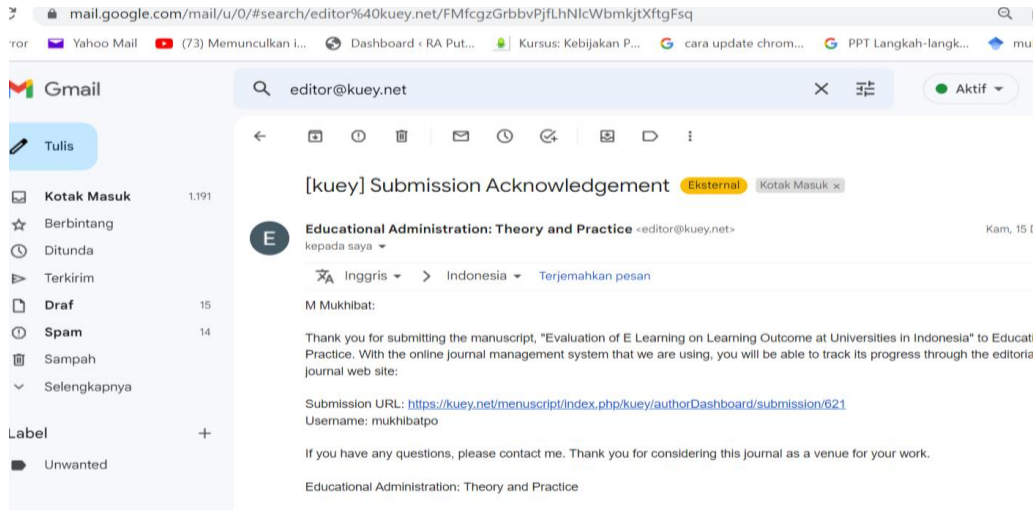 mail.google.com/mail/u/0/#search/editor%40kuey.net/FMfcgzGrbbvPjfLhNlcWbmkjtXftgFsq
ror Yahoo Mail (73) Memunculkan i... Dashboard ‹ RA Put... Kursus: Kebijakan P... cara update chrom... PPT Langkah-langk... mu
Gmail
editor@kuey.net
Aktif
Tulis
Kotak Masuk 1.191
Berbintang
Ditunda
Terkirim
Draf 15
Spam 14
Sampah
Selengkapnya
Label +
Unwanted
[kuey] Submission Acknowledgement Eksternal Kotak Masuk ×
E
Educational Administration: Theory and Practice <editor@kuey.net> Kam, 15 D
kepada saya
Inggris > Indonesia Terjemahkan pesan
M Mukhibat:
Thank you for submitting the manuscript, "Evaluation of E Learning on Learning Outcome at Universities in Indonesia" to Educati
Practice. With the online journal management system that we are using, you will be able to track its progress through the editoria
journal web site:
Submission URL: https://kuey.net/menuscript/index.php/kuey/authorDashboard/submission/621
Username: mukhibatpo
If you have any questions, please contact me. Thank you for considering this journal as a venue for your work.
Educational Administration: Theory and Practice